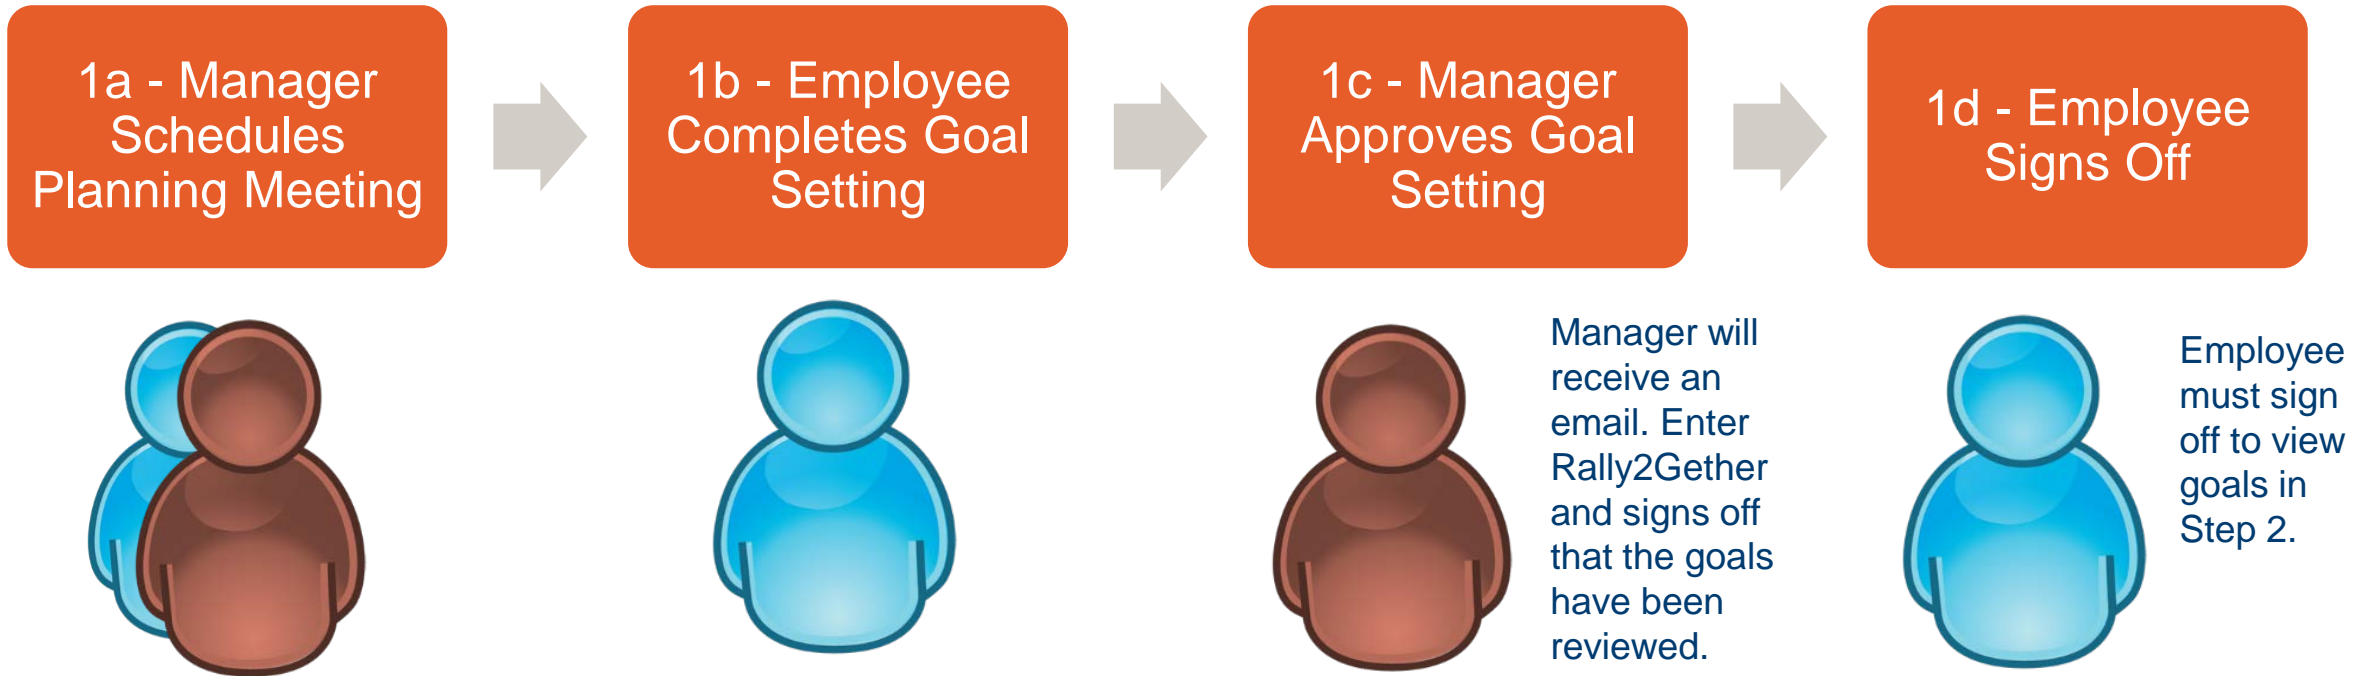 1a - Manager
Schedules
Planning Meeting
1b - Employee
Completes Goal
Setting
1c - Manager
Approves Goal
Setting
1d - Employee
Signs Off
Manager will
receive an
email. Enter
Rally2Gether
and signs off
that the goals
have been
reviewed.
Employee
must sign
off to view
goals in
Step 2.